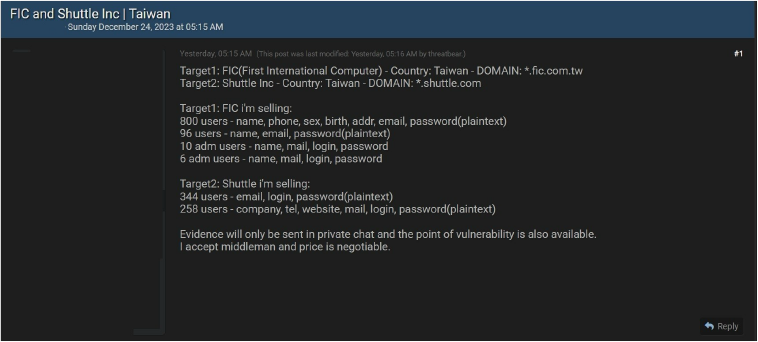 FIC and Shuttle Inc | Taiwan
Sunday December 24, 2023 at 05:15 AM
Yesterday, 05:15 AM (This post was last modified: Yesterday, 05:16 AM by threatbear.)
#1
Target1: FIC(First International Computer) - Country: Taiwan - DOMAIN: *.fic.com.tw
Target2: Shuttle Inc - Country: Taiwan - DOMAIN: *.shuttle.com
Target1: FIC i'm selling:
800 users - name, phone, sex, birth, addr, email, password(plaintext)
96 users - name, email, password(plaintext)
10 adm users - name, mail, login, password
6 adm users - name, mail, login, password
Target2: Shuttle i'm selling:
344 users - email, login, password(plaintext)
258 users - company, tel, website, mail, login, password(plaintext)
Evidence will only be sent in private chat and the point of vulnerability is also available.
I accept middleman and price is negotiable.
Reply